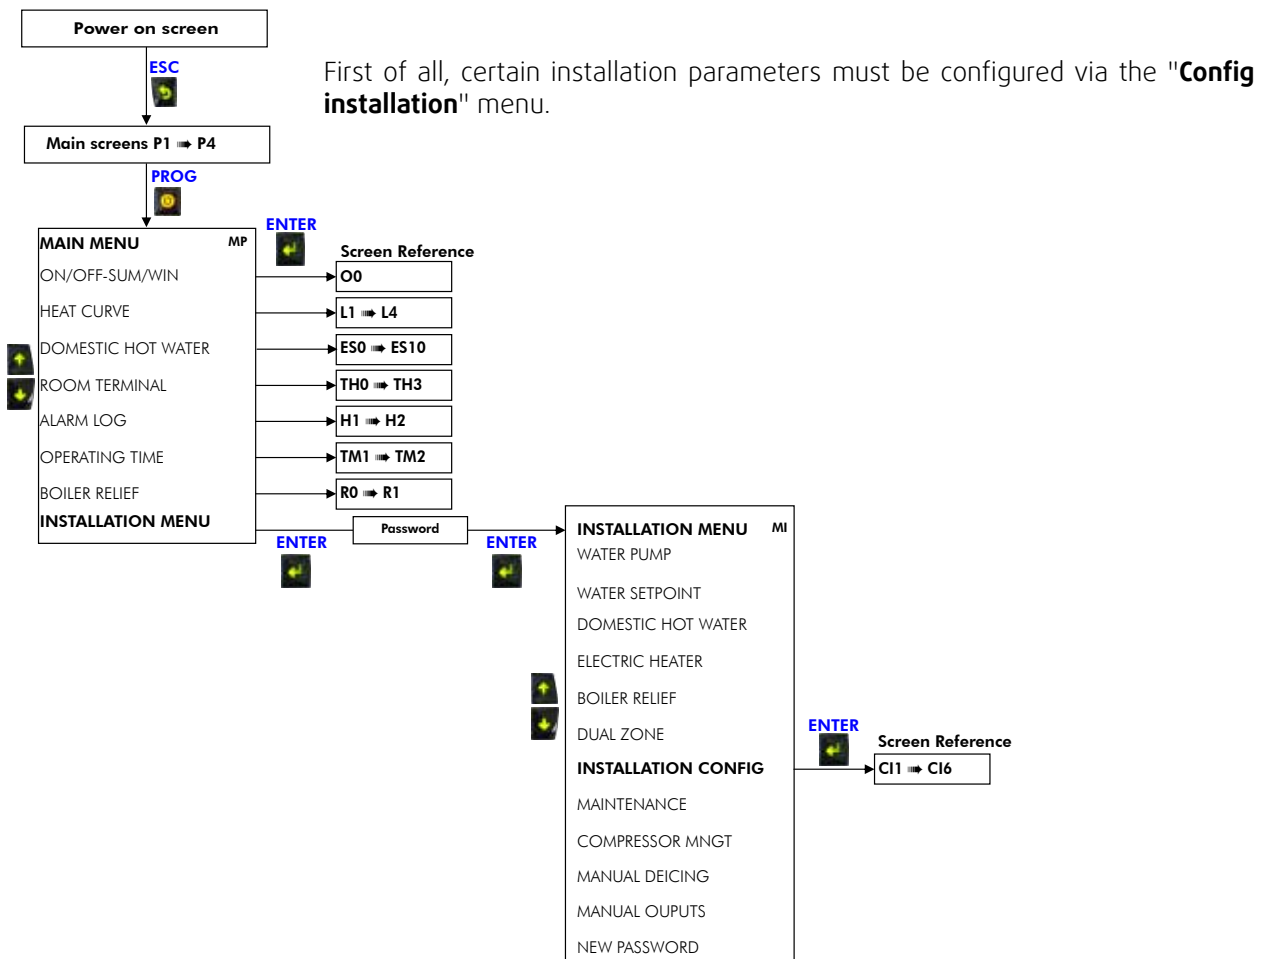 Power on screen
ESC
First of all, certain installation parameters must be configured via the "Config
installation" menu.
Main screens P1 ➠ P4
PROG
MAIN MENU MP
ENTER
Screen Reference
ON/OFF-SUM/WIN
O0
HEAT CURVE
L1 ➠ L4
DOMESTIC HOT WATER
ES0 ➠ ES10
ROOM TERMINAL
TH0 ➠ TH3
ALARM LOG
H1 ➠ H2
OPERATING TIME
TM1 ➠ TM2
BOILER RELIEF
R0 ➠ R1
INSTALLATION MENU
ENTER
Password
ENTER
INSTALLATION MENU MI
WATER PUMP
WATER SETPOINT
DOMESTIC HOT WATER
ELECTRIC HEATER
BOILER RELIEF
DUAL ZONE
ENTER
Screen Reference
INSTALLATION CONFIG
CI1 ➠ CI6
MAINTENANCE
COMPRESSOR MNGT
MANUAL DEICING
MANUAL OUPUTS
NEW PASSWORD